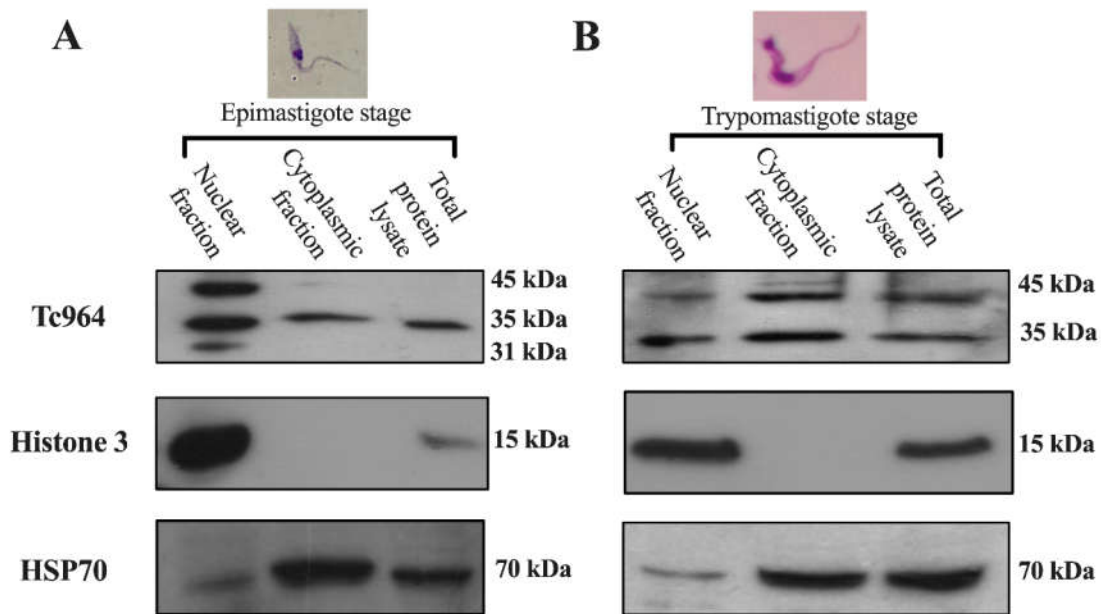 A
Epimastigote stage
Nuclear
fraction
Cytoplasmic
fraction
Total
protein
lysate
Tc964
45 kDa
35 kDa
31 kDa
Histone 3
15 kDa
HSP70
70 kDa
B
Trypomastigote stage
Nuclear
fraction
Cytoplasmic
fraction
Total
protein
lysate
45 kDa
35 kDa
15 kDa
70 kDa